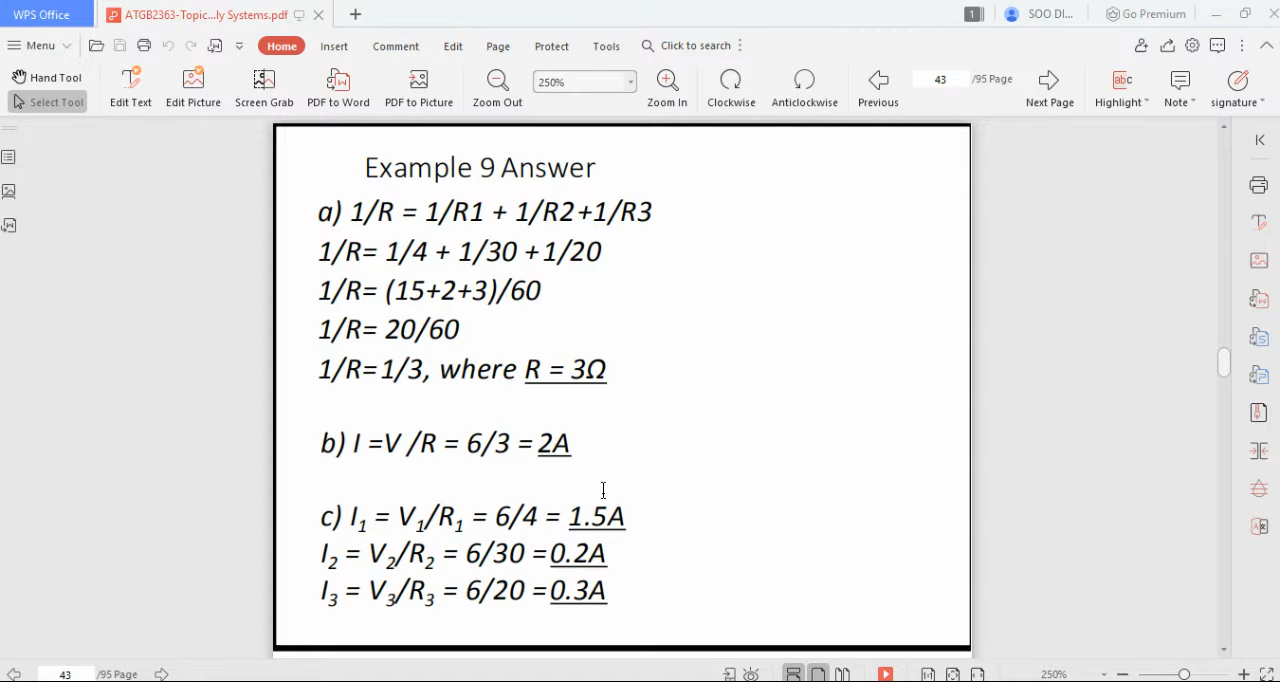 WPS Office
ATGB2363-Topic...ly Systems.pdf
1
SOO DI...
Go Premium
Menu
Home
Insert
Comment
Edit
Page
Protect
Tools
Click to search
Hand Tool
Select Tool
Edit Text
Edit Picture
Screen Grab
PDF to Word
PDF to Picture
Zoom Out
250%
Zoom In
Clockwise
Anticlockwise
Previous
43 /95 Page
Next Page
abc
Highlight
Note
signature
Example 9 Answer
a) 1/R = 1/R1 + 1/R2+1/R3
1/R= 1/4 + 1/30 +1/20
1/R= (15+2+3)/60
1/R= 20/60
1/R=1/3, where R = 3Ω
b) I =V /R = 6/3 = 2A
c) I₁ = V₁/R₁ = 6/4 = 1.5A
I₂ = V₂/R₂ = 6/30 =0.2A
I₃ = V₃/R₃ = 6/20 =0.3A
43 /95 Page
250%